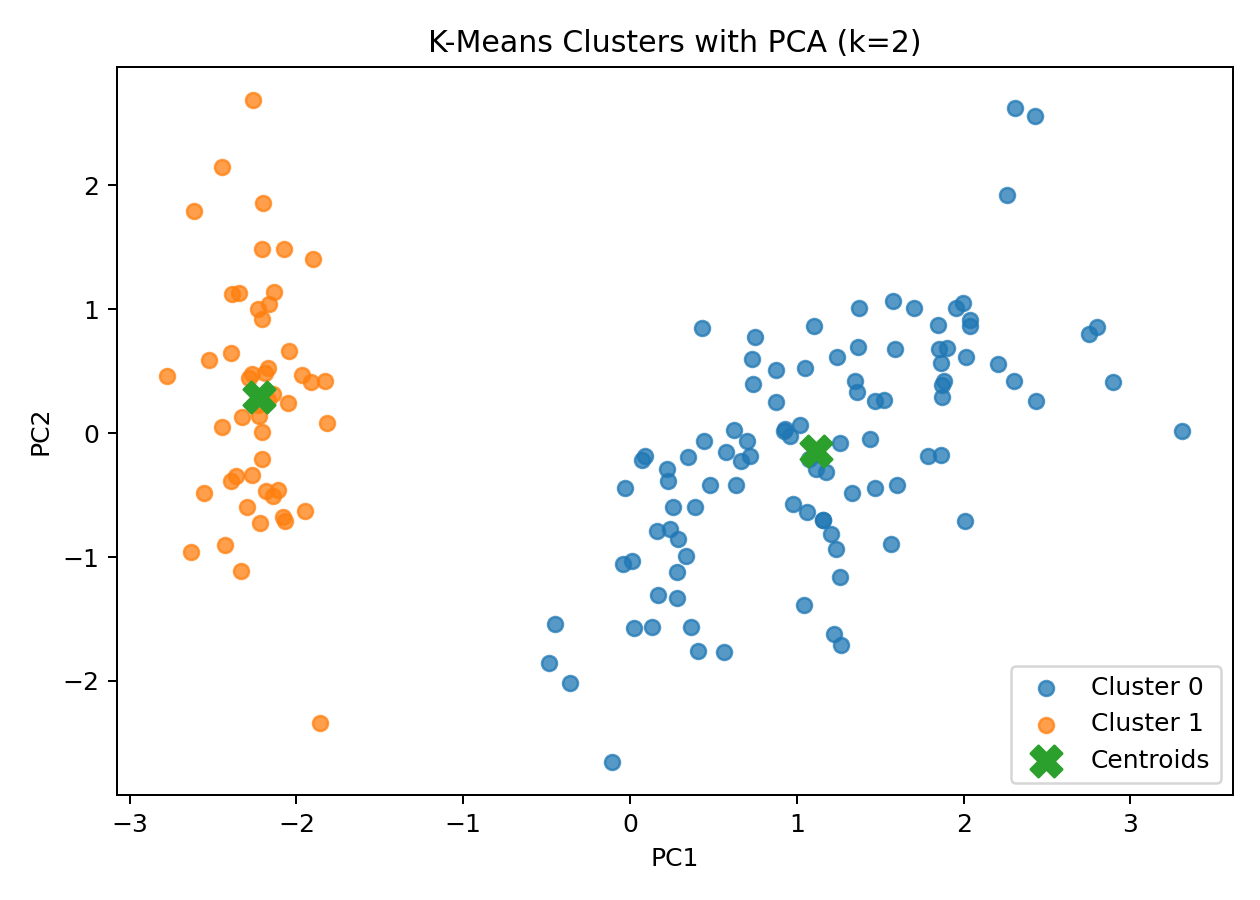 K-Means Clusters with PCA (k=2)
PC2
2
1
0
−1
−2
−3
−2
−1
0
1
2
3
PC1
Cluster 0
Cluster 1
Centroids